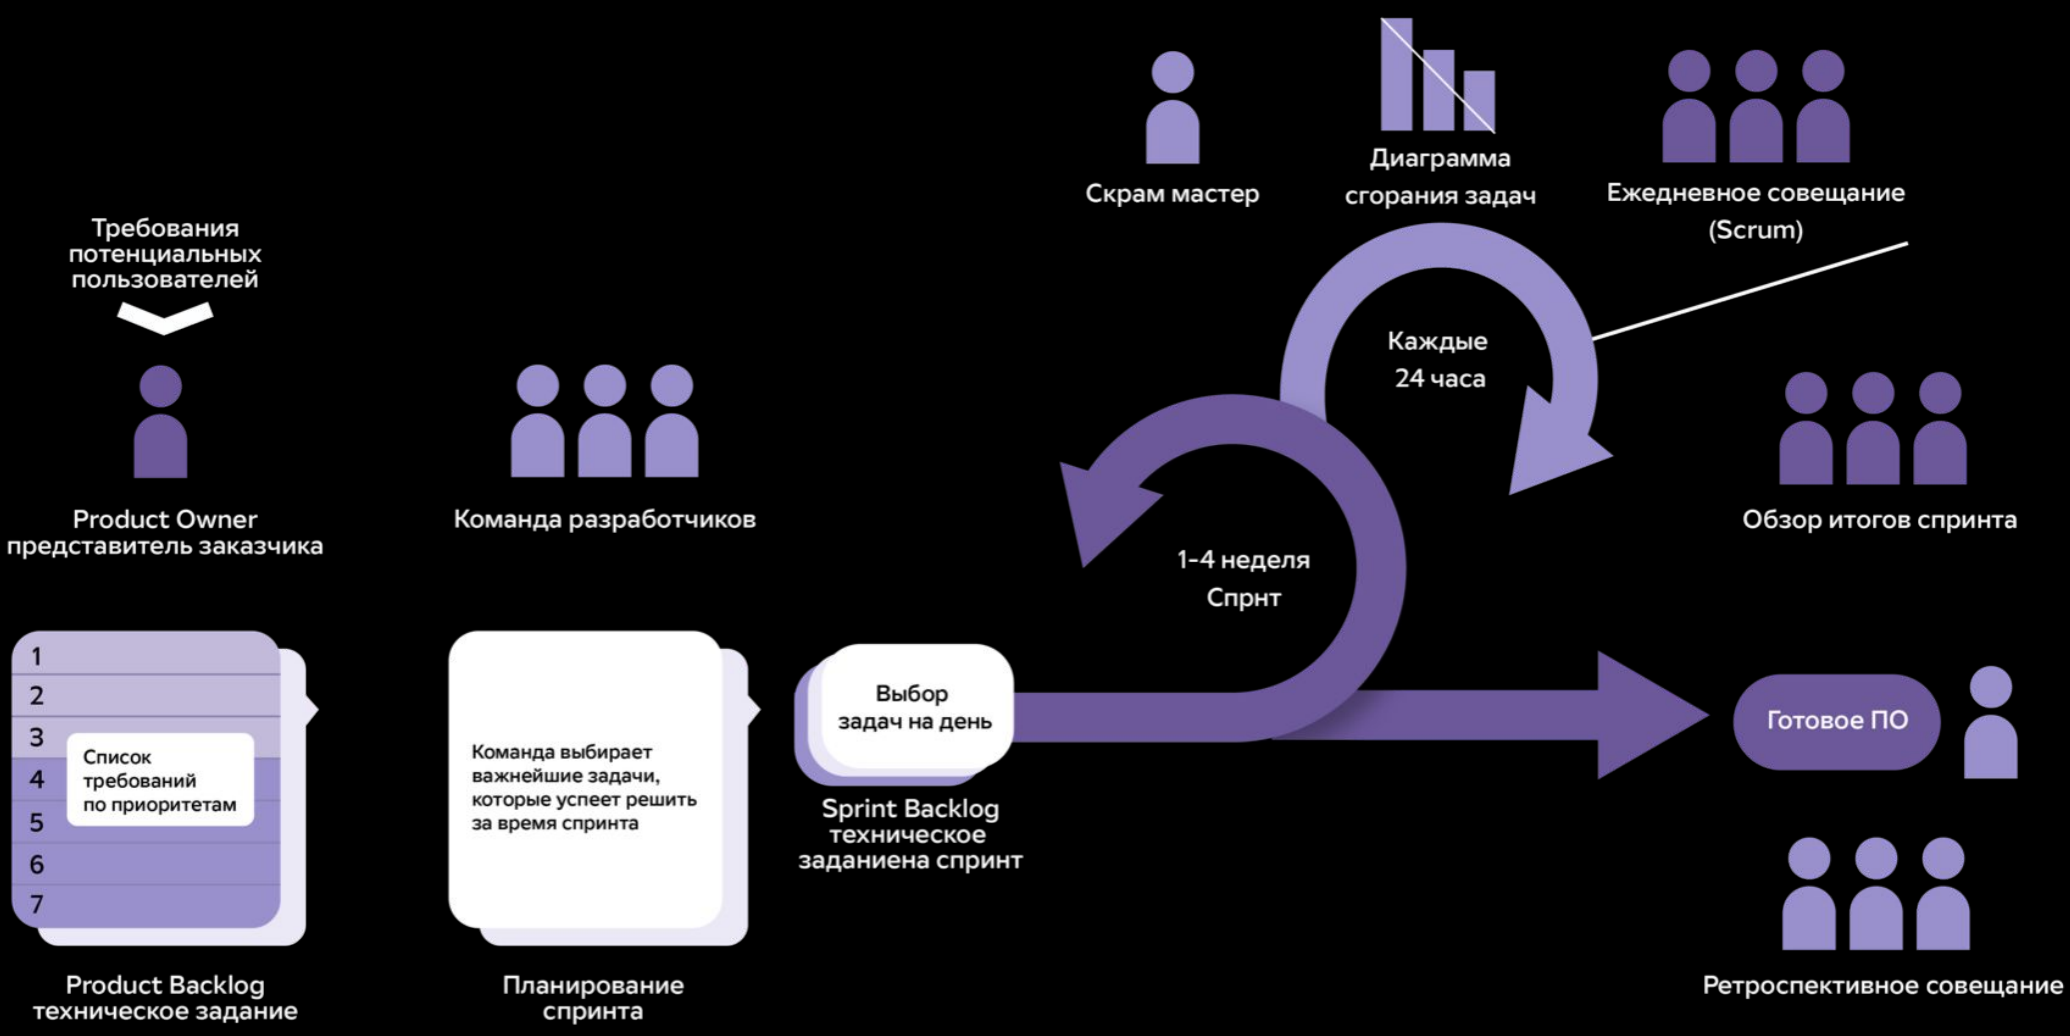 Требования
потенциальных
пользователей
Product Owner
представитель заказчика
1
2
3
4
5
6
7
Список
требований
по приоритетам
Product Backlog
техническое задание
Команда разработчиков
Команда выбирает
важнейшие задачи,
которые успеет решить
за время спринта
Планирование
спринта
Выбор
задач на день
Sprint Backlog
техническое
заданиена спринт
1-4 неделя
Спрнт
Каждые
24 часа
Скрам мастер
Диаграмма
сгорания задач
Ежедневное совещание
(Scrum)
Обзор итогов спринта
Готовое ПО
Ретроспективное совещание